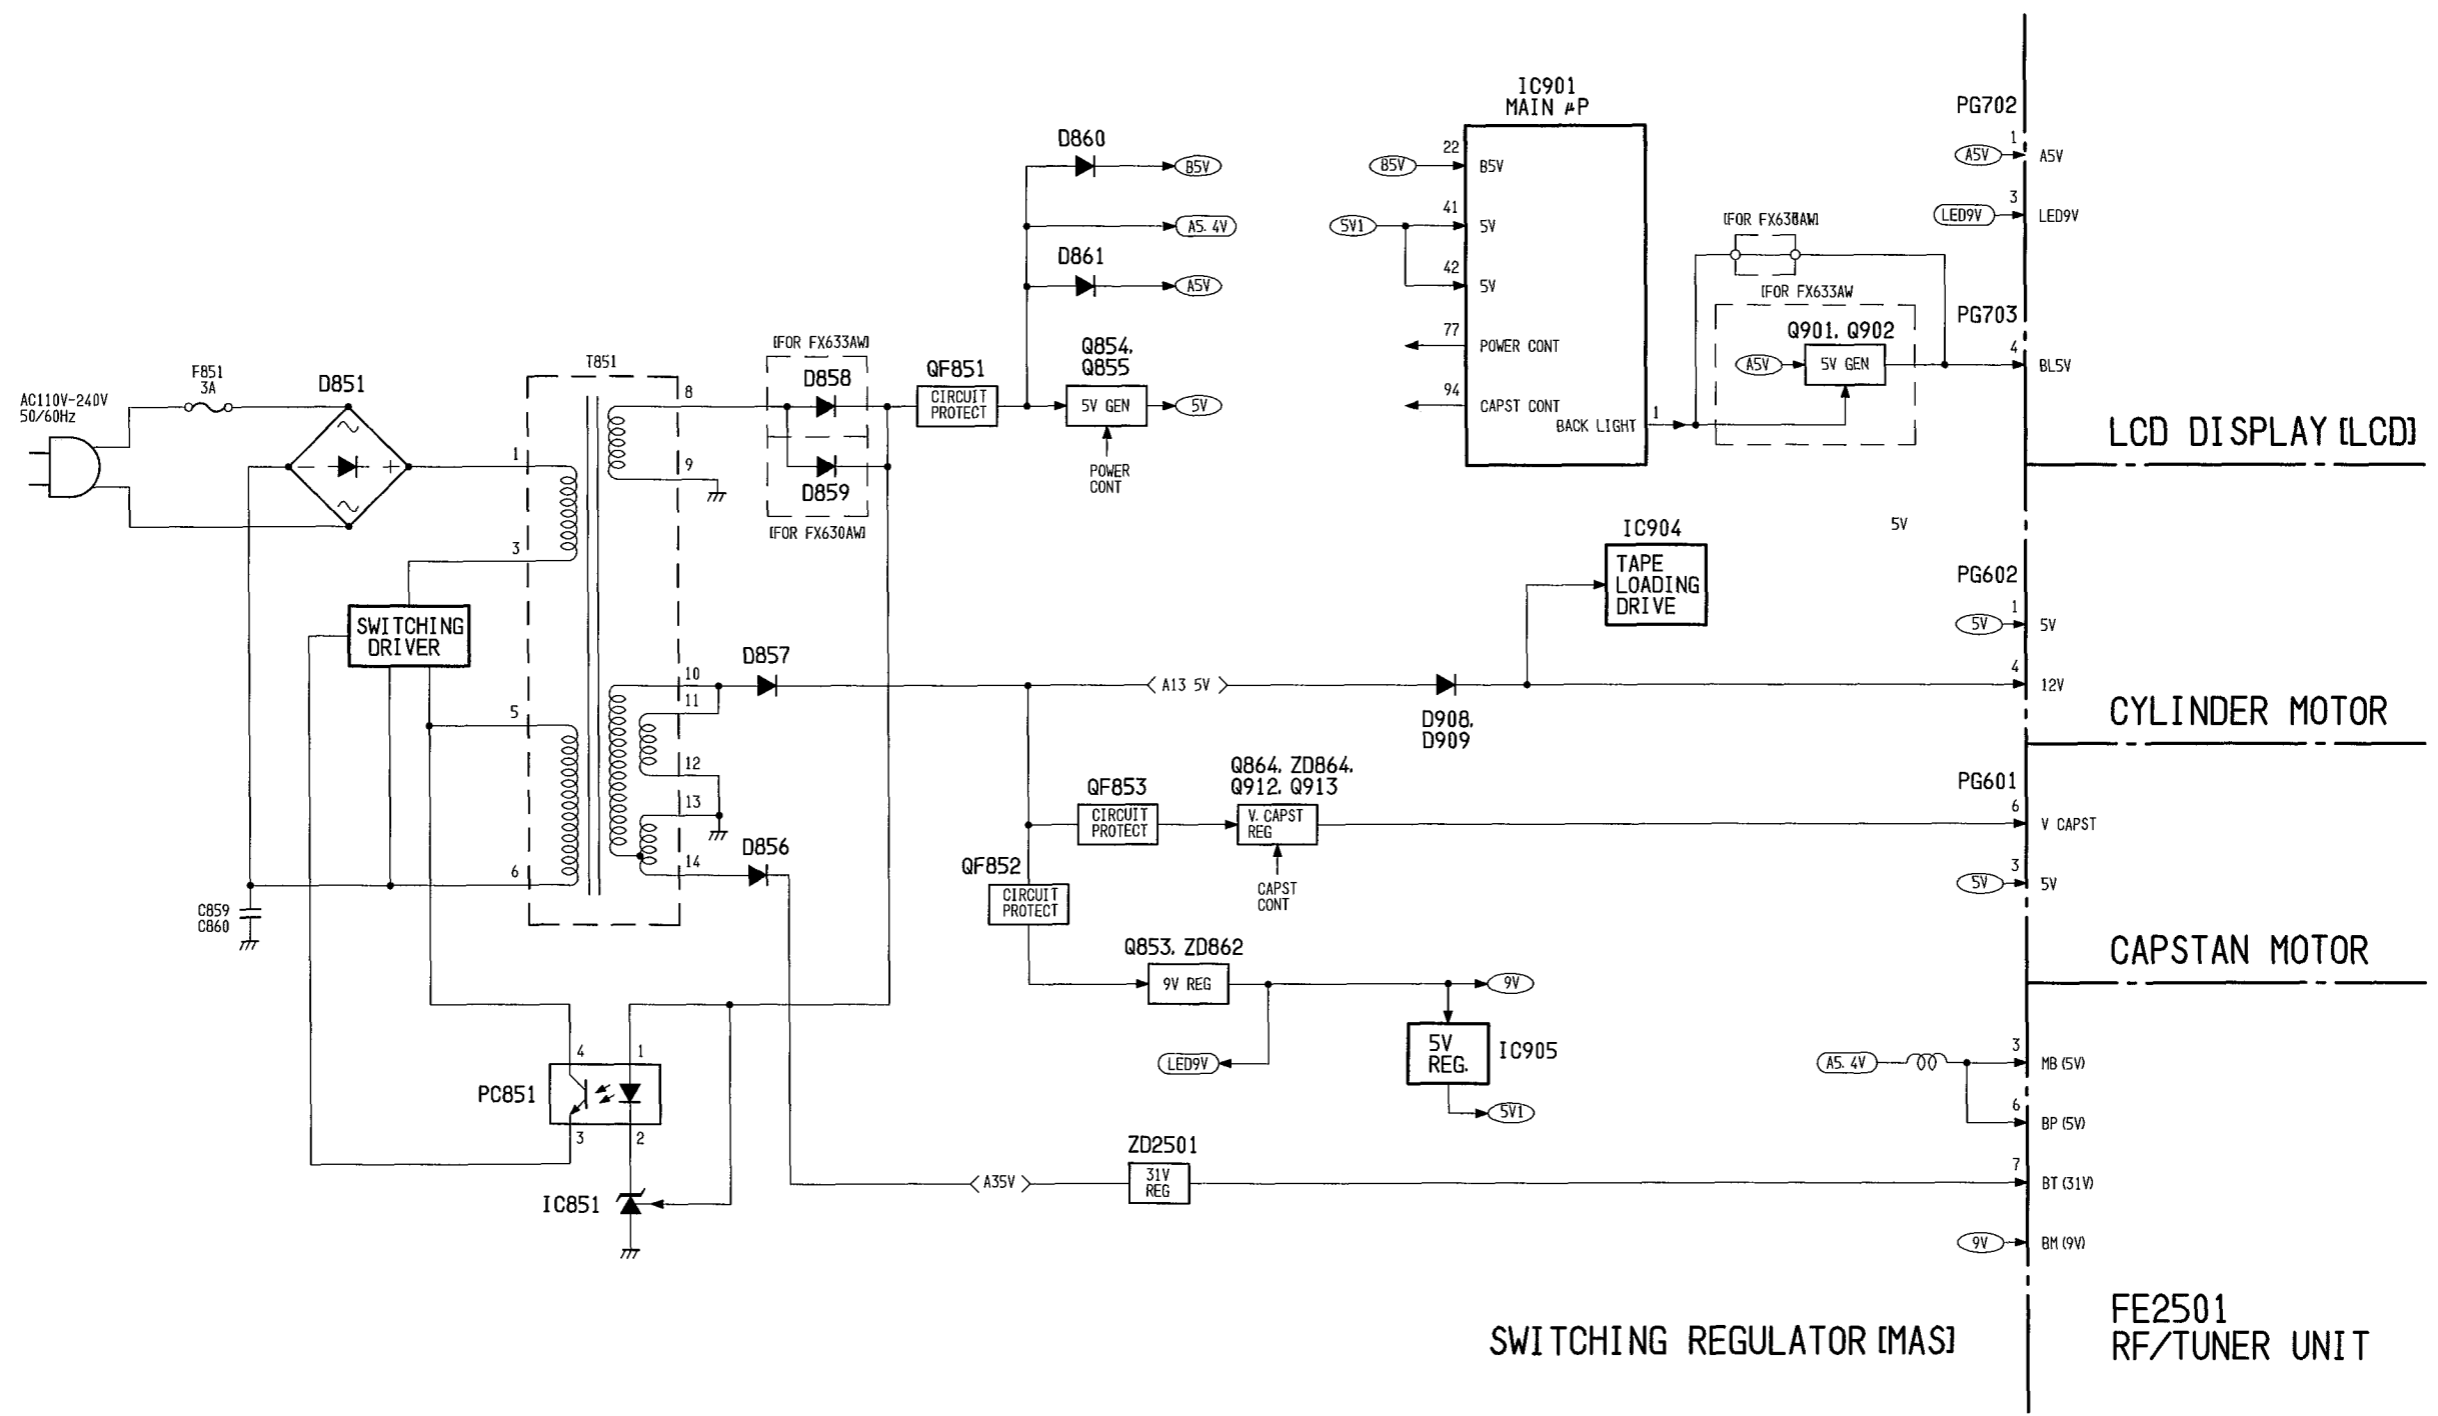 AC110V-240V
50/60Hz
F851
3A
D851
1
3
SWITCHING
DRIVER
5
6
C859
C860
T851
8
9
10
11
12
13
14
[FOR FX633AW]
D858
D859
[FOR FX630AW]
QF851
CIRCUIT
PROTECT
D860
B5V
A5.4V
D861
A5V
Q854,
Q855
5V GEN
5V
POWER
CONT
D857
A13 5V
D908,
D909
D856
QF853
CIRCUIT
PROTECT
Q864, ZD864,
Q912, Q913
V. CAPST
REG
CAPST
CONT
QF852
CIRCUIT
PROTECT
Q853, ZD862
9V REG
9V
LED9V
5V
REG.
IC905
5V1
PC851
4
1
3
2
IC851
A35V
ZD2501
31V
REG
IC901
MAIN µP
B5V
22
B5V
5V1
41
5V
42
5V
77
POWER CONT
94
CAPST CONT
BACK LIGHT
1
[FOR FX633AW
Q901, Q902
A5V
5V GEN
IC904
TAPE
LOADING
DRIVE
5V
PG702
A5V
1
A5V
LED9V
3
LED9V
PG703
4
BL5V
LCD DISPLAY [LCD]
PG602
5V
1
5V
4
12V
CYLINDER MOTOR
PG601
6
V CAPST
5V
3
5V
CAPSTAN MOTOR
A5.4V
3
MB (5V)
6
BP (5V)
7
BT (31V)
9V
BM (9V)
FE2501
RF/TUNER UNIT
SWITCHING REGULATOR [MAS]